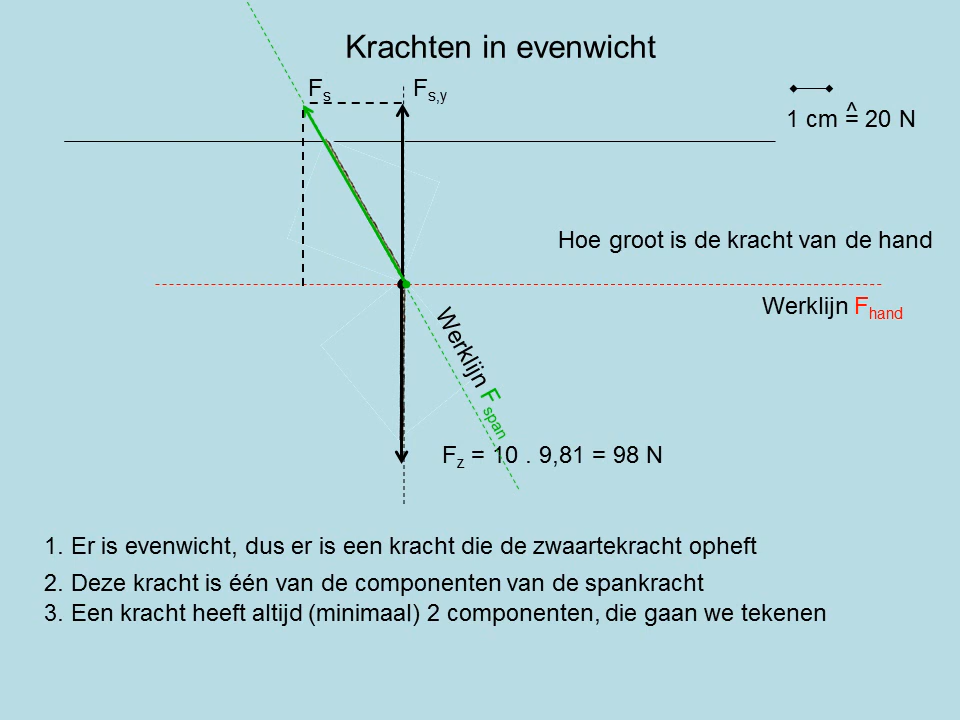 Krachten in evenwicht
Fs
Fs,y
^
1 cm = 20 N
Hoe groot is de kracht van de hand
Werklijn Fhand
Werklijn F span
Fz = 10 . 9,81 = 98 N
1. Er is evenwicht, dus er is een kracht die de zwaartekracht opheft
2. Deze kracht is één van de componenten van de spankracht
3. Een kracht heeft altijd (minimaal) 2 componenten, die gaan we tekenen